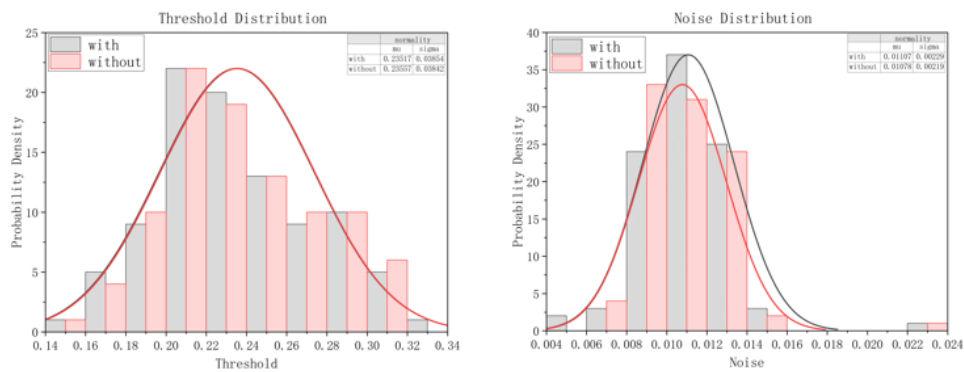 Threshold Distribution
with
without
normality
mu sigma
with 0.23517 0.03854
without 0.23557 0.03842
25
20
15
10
5
0
Probability Density
0.14 0.16 0.18 0.20 0.22 0.24 0.26 0.28 0.30 0.32 0.34
Threshold
Noise Distribution
with
without
normality
mu sigma
with 0.01107 0.00229
without 0.01078 0.00219
40
35
30
25
20
15
10
5
0
Probability Density
0.004 0.006 0.008 0.010 0.012 0.014 0.016 0.018 0.020 0.022 0.024
Noise